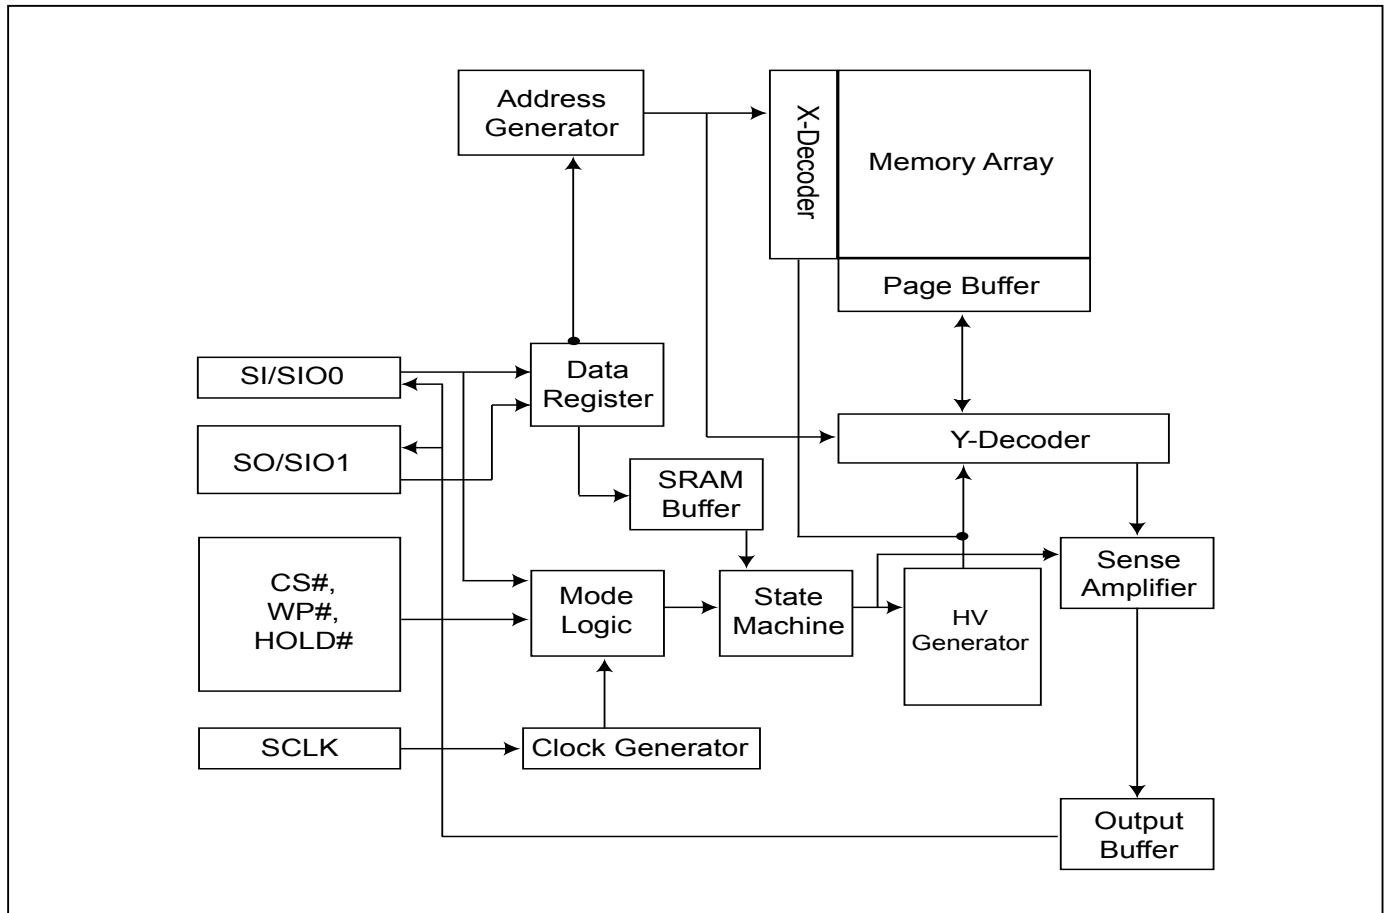 Address
Generator
X-Decoder
Memory Array
Page Buffer
SI/SIO0
Data
Register
SO/SIO1
Y-Decoder
SRAM
Buffer
CS#,
WP#,
HOLD#
Mode
Logic
State
Machine
HV
Generator
Sense
Amplifier
SCLK
Clock Generator
Output
Buffer